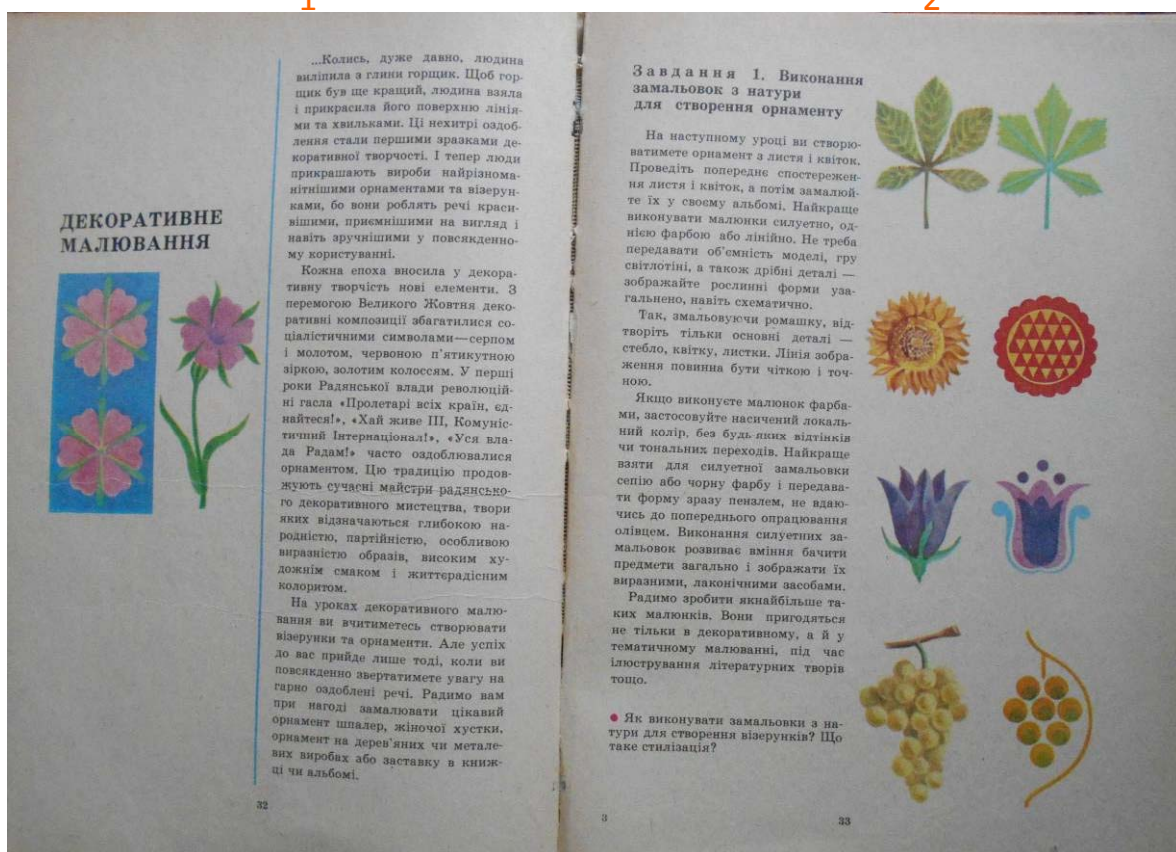 1
2
ДЕКОРАТИВНЕ
МАЛЮВАННЯ
...Колись, дуже давно, людина
виліпила з глини горщик. Щоб гор-
щик був ще кращий, людина взяла
і прикрасила його поверхню лінія-
ми та хвильками. Ці нехитрі оздоб-
лення стали першими зразками де-
коративної творчості. І тепер люди
прикрашають вироби найрізнома-
нітнішими орнаментами та візерун-
ками, бо вони роблять речі краси-
вішими, приємнішими на вигляд і
навіть зручнішими у повсякденно-
му користуванні.
Кожна епоха вносила у декора-
тивну творчість нові елементи. З
перемогою Великого Жовтня деко-
ративні композиції збагатилися со-
ціалістичними символами — серпом
і молотом, червоною п'ятикутною
зіркою, золотим колоссям. У перші
роки Радянської влади революцій-
ні гасла «Пролетарі всіх країн, єд-
найтеся!», «Хай живе III, Комуніс-
тичний Інтернаціонал!», «Уся вла-
да Радам!» часто оздоблювалися
орнаментом. Цю традицію продов-
жують сучасні майстри радянсько-
го декоративного мистецтва, твори
яких відзначаються глибокою на-
родністю, партійністю, особливою
виразністю образів, високим ху-
дожнім смаком і життєрадісним
колоритом.
На уроках декоративного малю-
вання ви вчитиметесь створювати
візерунки та орнаменти. Але успіх
до вас прийде лише тоді, коли ви
повсякденно звертатимете увагу на
гарно оздоблені речі. Радимо вам
при нагоді замалювати цікавий
орнамент шпалер, жіночої хустки,
орнамент на дерев'яних чи метале-
вих виробах або заставку в книж-
ці чи альбомі.
32
Завдання 1. Виконання
замальовок з натури
для створення орнаменту
На наступному уроці ви створю-
ватимете орнамент з листя і квіток.
Проведіть попереднє спостережен-
ня листя і квіток, а потім замалюй-
те їх у своєму альбомі. Найкраще
виконувати малюнки силуетно, од-
нією фарбою або лінійно. Не треба
передавати об'ємність моделі, гру
світлотіні, а також дрібні деталі —
зображайте рослинні форми уза-
гальнено, навіть схематично.
Так, змальовуючи ромашку, від-
творіть тільки основні деталі —
стебло, квітку, листки. Лінія зобра-
ження повинна бути чіткою і точ-
ною.
Якщо виконуєте малюнок фарба-
ми, застосовуйте насичений локаль-
ний колір, без будь-яких відтінків
чи тональних переходів. Найкраще
взяти для силуетної замальовки
сепію або чорну фарбу і передава-
ти форму зразу пензлем, не вдаю-
чись до попереднього опрацювання
олівцем. Виконання силуетних за-
мальовок розвиває вміння бачити
предмети загально і зображати їх
виразними, лаконічними засобами.
Радимо зробити якнайбільше та-
ких малюнків. Вони пригодяться
не тільки в декоративному, а й у
тематичному малюванні, під час
ілюстрування літературних творів
тощо.
● Як виконувати замальовки з на-
тури для створення візерунків? Що
таке стилізація?
3
33